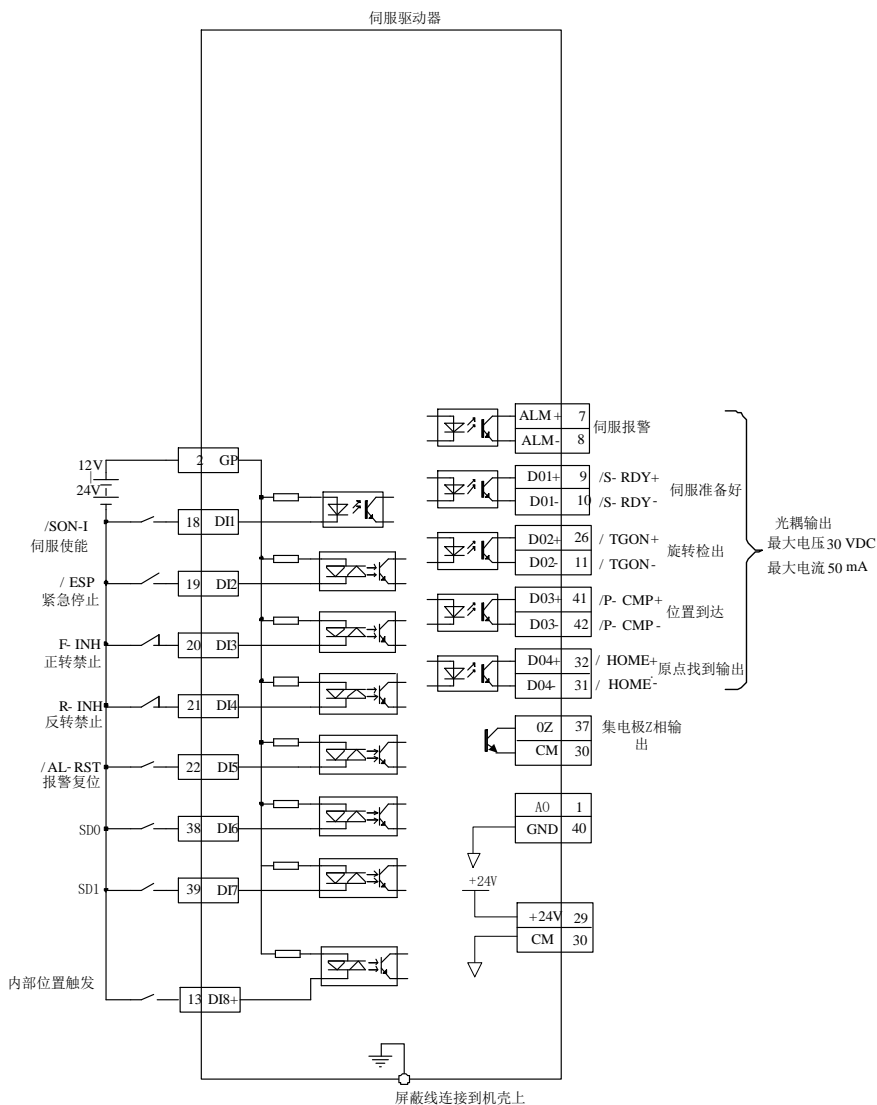 伺服驱动器
12V
24V
2 GP
/SON-I
伺服使能
18 DI1
/ ESP
紧急停止
19 DI2
F- INH
正转禁止
20 DI3
R- INH
反转禁止
21 DI4
/AL-RST
报警复位
22 DI5
SD0
38 DI6
SD1
39 DI7
内部位置触发
13 DI8+
ALM + 7
ALM- 8
伺服报警
D01+ 9 /S- RDY+
D01- 10 /S- RDY-
伺服准备好
D02+ 26 / TGON+
D02- 11 / TGON-
旋转检出
D03+ 41 /P- CMP+
D03- 42 /P- CMP -
位置到达
D04+ 32 / HOME+
D04- 31 / HOME-
原点找到输出
光耦输出
最大电压30 VDC
最大电流 50 mA
0Z 37
CM 30
集电极Z相输
出
AO 1
GND 40
+24V
+24V 29
CM 30
屏蔽线连接到机壳上